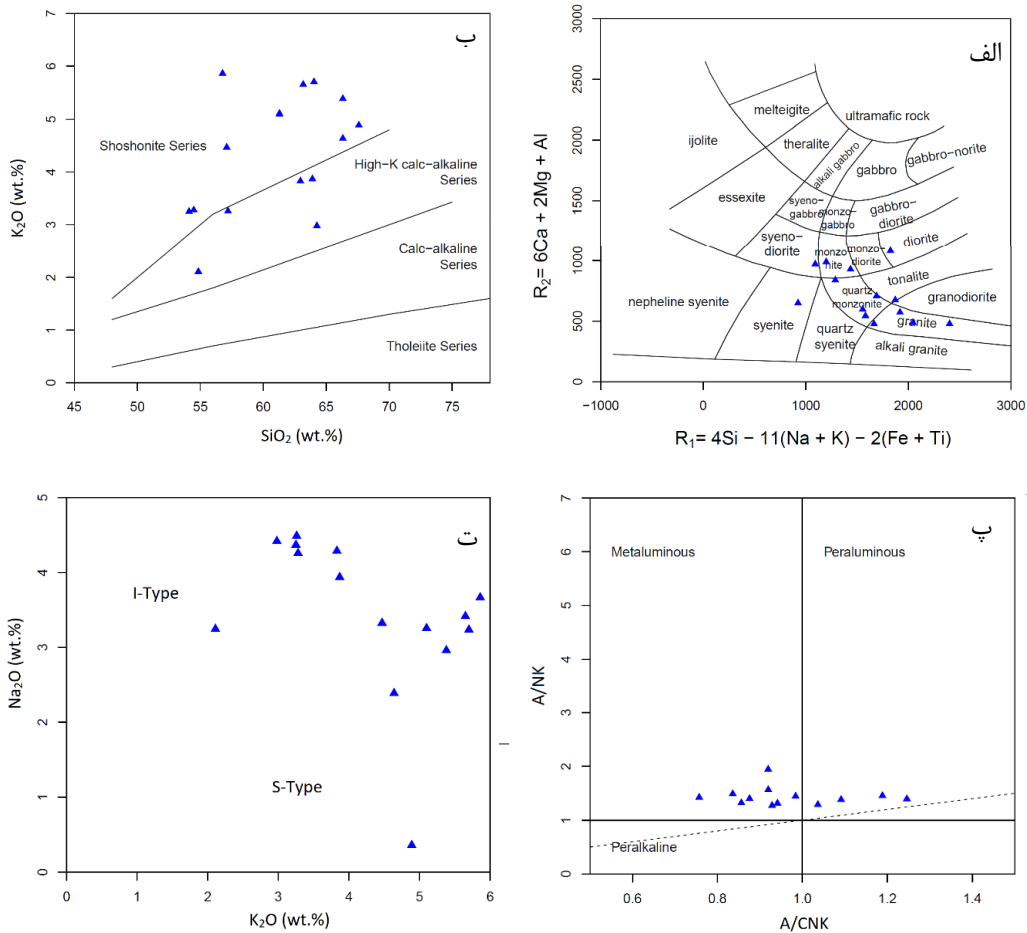 ب
7
6
5
4
3
2
1
0
K₂O (wt.%)
Shoshonite Series
High-K calc-alkaline
Series
Calc-alkaline
Series
Tholeiite Series
45
50
55
60
65
70
75
SiO₂ (wt.%)
الف
3000
2500
2000
1500
1000
500
0
R₂= 6Ca + 2Mg + Al
ultramafic rock
melteigite
ijolite
theralite
alkali gabbro
gabbro
gabbro-norite
essexite
syeno-
gabbro
monzo-
gabbro
gabbro-
diorite
syeno-
diorite
monzo
nite
monzo-
diorite
diorite
tonalite
nepheline syenite
quartz
monzonite
granodiorite
syenite
quartz
syenite
granite
alkali granite
-1000
0
1000
2000
3000
R₁= 4Si - 11(Na + K) - 2(Fe + Ti)
ت
5
4
3
2
1
0
Na₂O (wt.%)
I-Type
S-Type
0
1
2
3
4
5
6
K₂O (wt.%)
پ
7
6
5
4
3
2
1
0
A/NK
Metaluminous
Peraluminous
Peralkaline
0.6
0.8
1.0
1.2
1.4
A/CNK